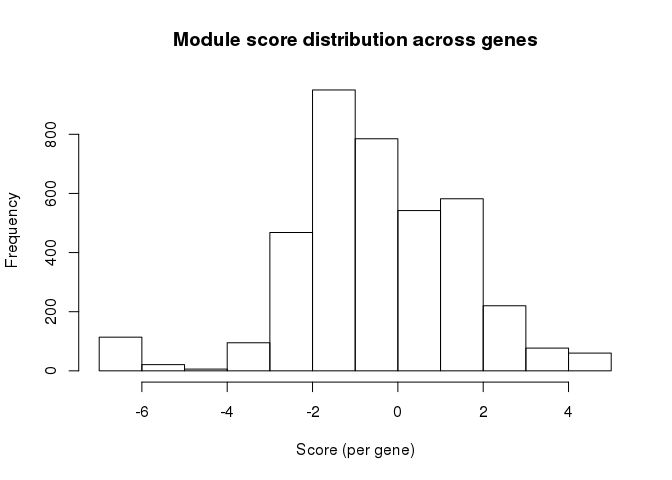 Module score distribution across genes
Frequency
800
600
400
200
0
-6 -4 -2 0 2 4
Score (per gene)